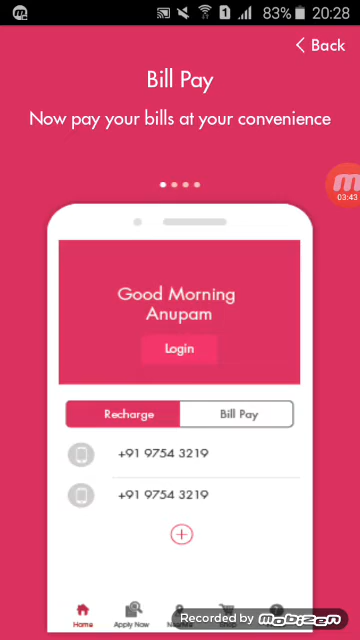 1
83%
20:28
Back
Bill Pay
Now pay your bills at your convenience
03:43
Good Morning
Anupam
Login
Recharge
Bill Pay
+91 9754 3219
+91 9754 3219
Home
Apply Now
Recorded by mobizen